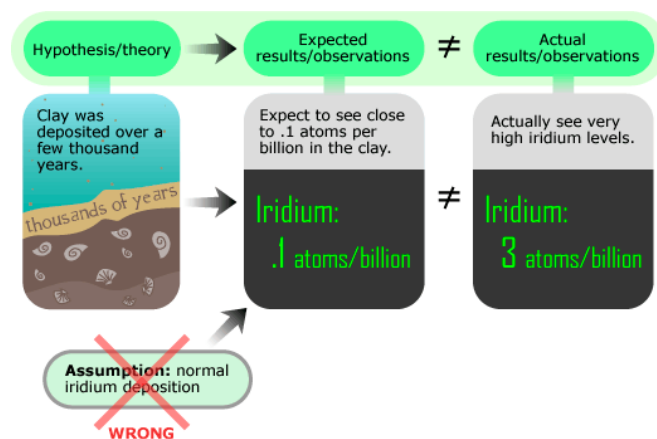 Hypothesis/theory
Expected
results/observations
≠
Actual
results/observations
Clay was
deposited over a
few thousand
years.
thousands of years
Expect to see close
to .1 atoms per
billion in the clay.
Iridium:
.1 atoms/billion
≠
Actually see very
high iridium levels.
Iridium:
3 atoms/billion
Assumption: normal
iridium deposition
WRONG